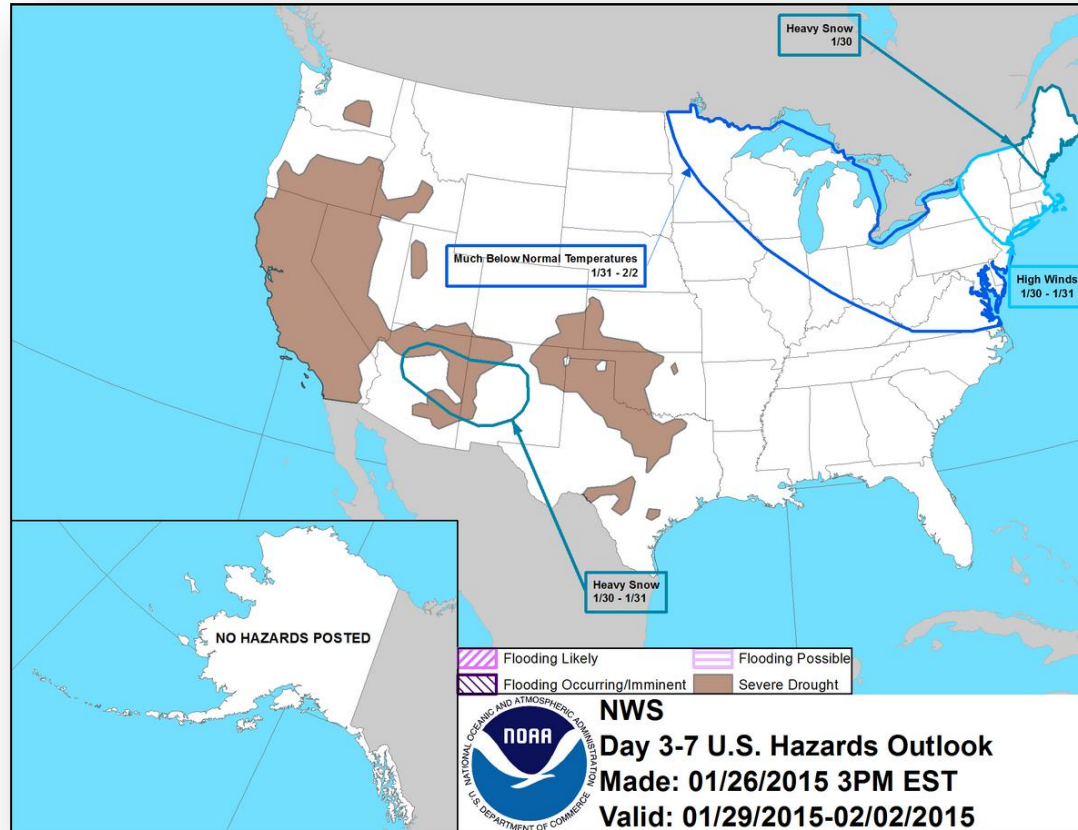 Heavy Snow
1/30
Much Below Normal Temperatures
1/31 - 2/2
High Winds
1/30 - 1/31
Heavy Snow
1/30 - 1/31
NO HAZARDS POSTED
Flooding Likely
Flooding Possible
Flooding Occurring/Imminent
Severe Drought
NATIONAL OCEANIC AND ATMOSPHERIC ADMINISTRATION
NOAA
U.S. DEPARTMENT OF COMMERCE
NWS
Day 3-7 U.S. Hazards Outlook
Made: 01/26/2015 3PM EST
Valid: 01/29/2015-02/02/2015